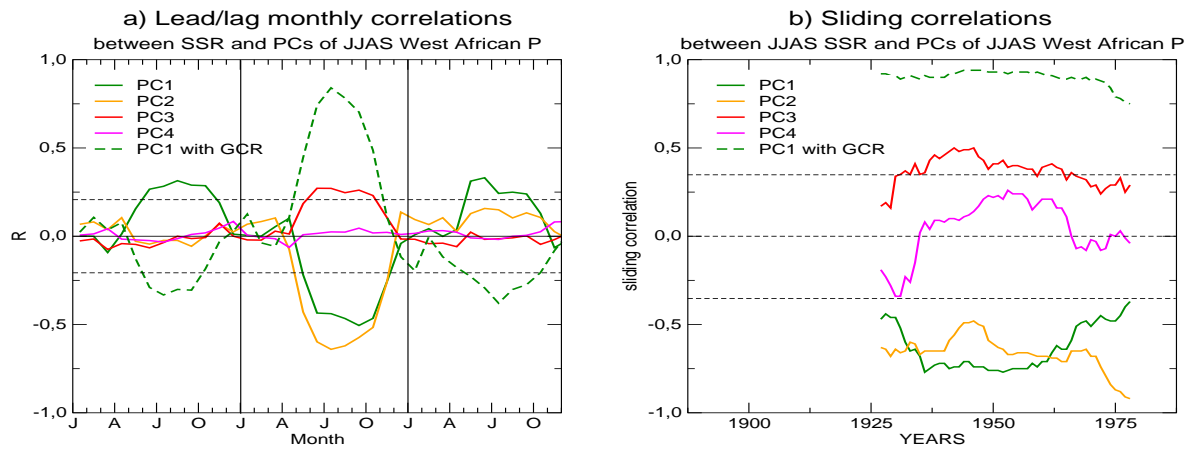 a) Lead/lag monthly correlations
between SSR and PCs of JJAS West African P
1,0
0,5
0,0
-0,5
-1,0
R
PC1
PC2
PC3
PC4
PC1 with GCR
J A J O J A J O J A J O
Month
b) Sliding correlations
between JJAS SSR and PCs of JJAS West African P
1,0
0,5
0,0
-0,5
-1,0
sliding correlation
PC1
PC2
PC3
PC4
PC1 with GCR
1900 1925 1950 1975
YEARS